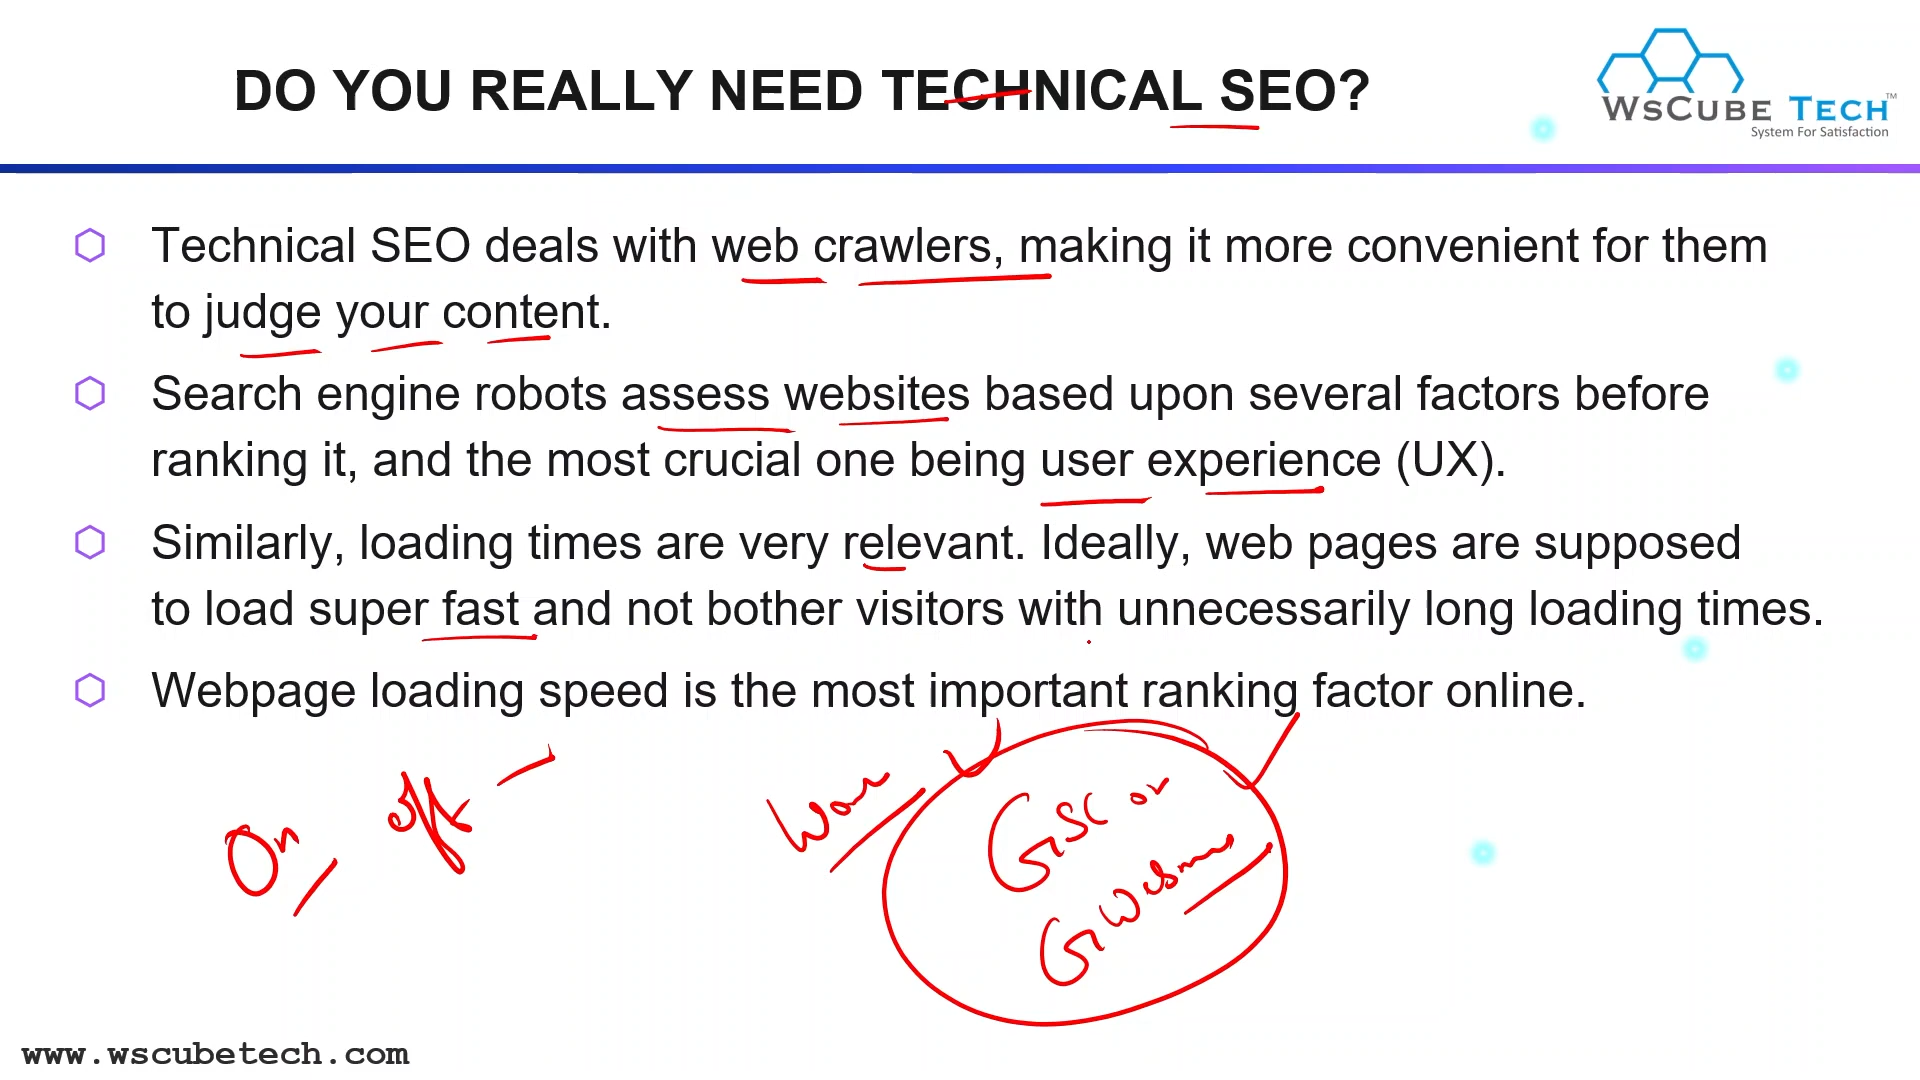 DO YOU REALLY NEED TECHNICAL SEO?
WSCUBE TECH™
System For Satisfaction
Technical SEO deals with web crawlers, making it more convenient for them
to judge your content.
Search engine robots assess websites based upon several factors before
ranking it, and the most crucial one being user experience (UX).
Similarly, loading times are very relevant. Ideally, web pages are supposed
to load super fast and not bother visitors with unnecessarily long loading times.
Webpage loading speed is the most important ranking factor online.
On off
GSC or
G
www.wscubetech.com